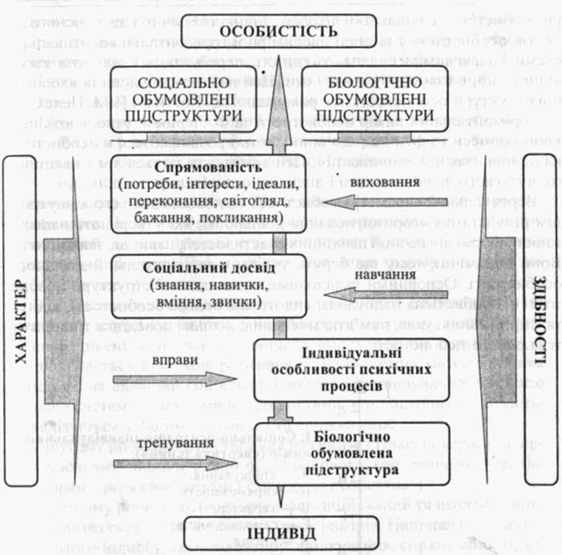 ОСОБИСТІСТЬ
СОЦІАЛЬНО
ОБУМОВЛЕНІ
ПІДСТРУКТУРИ
БІОЛОГІЧНО
ОБУМОВЛЕНІ
ПІДСТРУКТУРИ
ХАРАКТЕР
Спрямованість
(потреби, інтереси, ідеали,
переконання, світогляд,
бажання, покликання)
виховання
Соціальний досвід
(знання, навички,
вміння, звички)
навчання
ЗДІБНОСТІ
вправи
Індивідуальні
особливості психічних
процесів
тренування
Біологічно
обумовлена
підструктура
ІНДИВІД